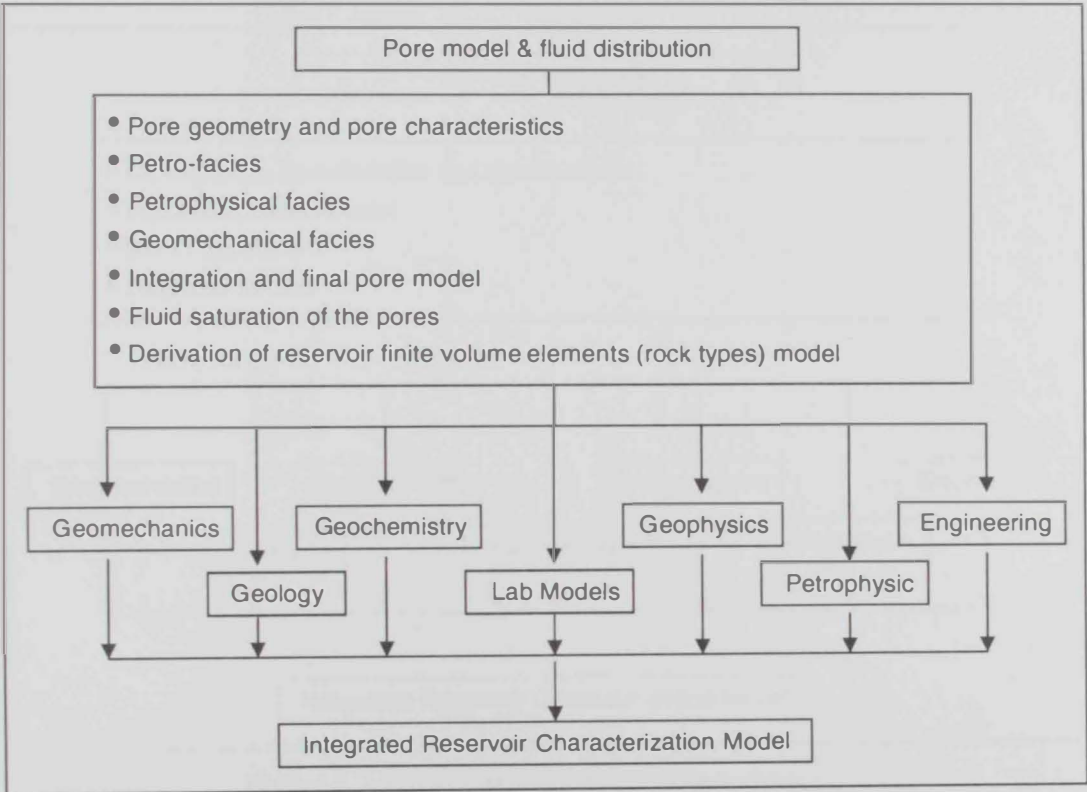 Pore model & fluid distribution
• Pore geometry and pore characteristics
• Petro-facies
• Petrophysical facies
• Geomechanical facies
• Integration and final pore model
• Fluid saturation of the pores
• Derivation of reservoir finite volume elements (rock types) model
Geomechanics
Geochemistry
Geophysics
Engineering
Geology
Lab Models
Petrophysic
Integrated Reservoir Characterization Model